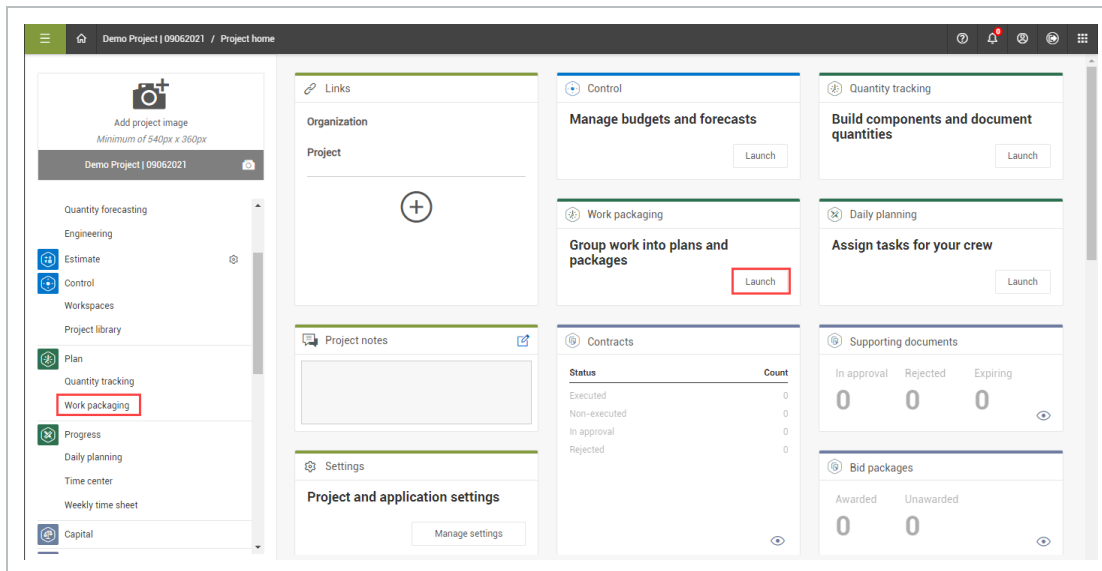 Demo Project | 09062021 / Project home
Add project image
Minimum of 540px x 360px
Demo Project | 09062021
Quantity forecasting
Engineering
Estimate
Control
Workspaces
Project library
Plan
Quantity tracking
Work packaging
Progress
Daily planning
Time center
Weekly time sheet
Capital
Links
Organization
Project
Control
Manage budgets and forecasts
Launch
Quantity tracking
Build components and document
quantities
Launch
Work packaging
Group work into plans and
packages
Launch
Daily planning
Assign tasks for your crew
Launch
Project notes
Settings
Project and application settings
Manage settings
Contracts
Status Count
Executed 0
Non-executed 0
In approval 0
Rejected 0
Supporting documents
In approval Rejected Expiring
0 0 0
Bid packages
Awarded Unawarded
0 0